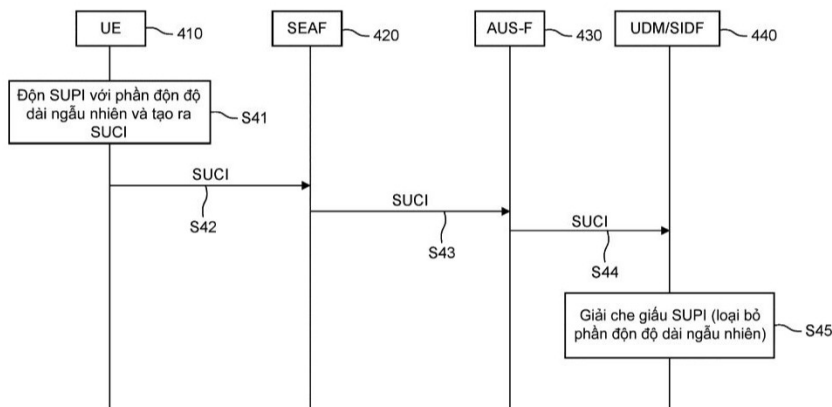 UE
410
SEAF
420
AUS-F
430
UDM/SIDF
440
Độn SUPI với phần độn độ
dài ngẫu nhiên và tạo ra
SUCI
S41
SUCI
S42
SUCI
S43
SUCI
S44
Giải che giấu SUPI (loại bỏ
phần độn độ dài ngẫu nhiên)
S45